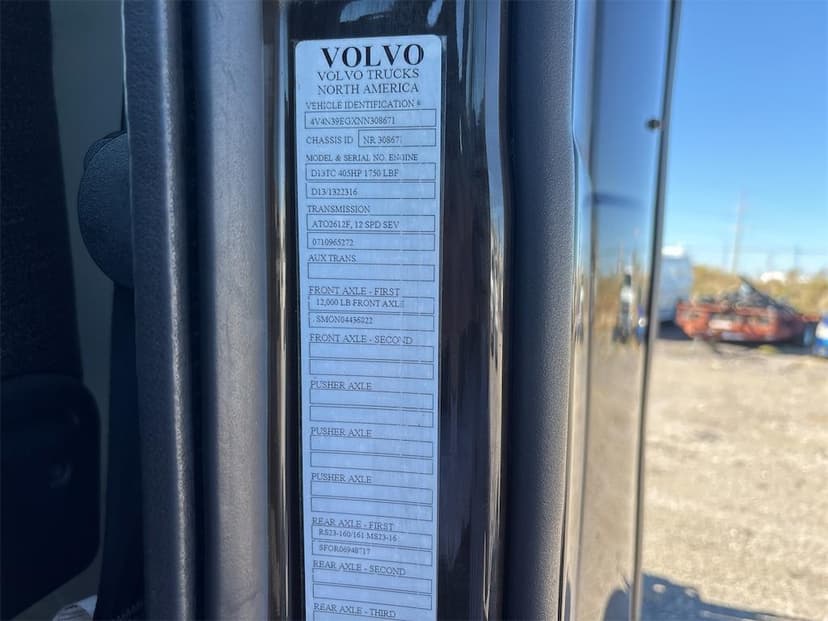 VOLVO
VOLVO TRUCKS
NORTH AMERICA
VEHICLE IDENTIFICATION #
4V4N39EGXNN308671
CHASSIS ID NR 308671
MODEL & SERIAL NO. ENGINE
D13TC 405HP 1750 LBF
D13/1322316
TRANSMISSION
ATO2612F, 12 SPD SEV
0710965272
AUX TRANS
FRONT AXLE - FIRST
12,000 LB FRONT AXLE
SMON04436822
FRONT AXLE - SECOND
PUSHER AXLE
PUSHER AXLE
PUSHER AXLE
REAR AXLE - FIRST
RS23-160/161 MS23-16
SFOR06948717
REAR AXLE - SECOND
REAR AXLE - THIRD